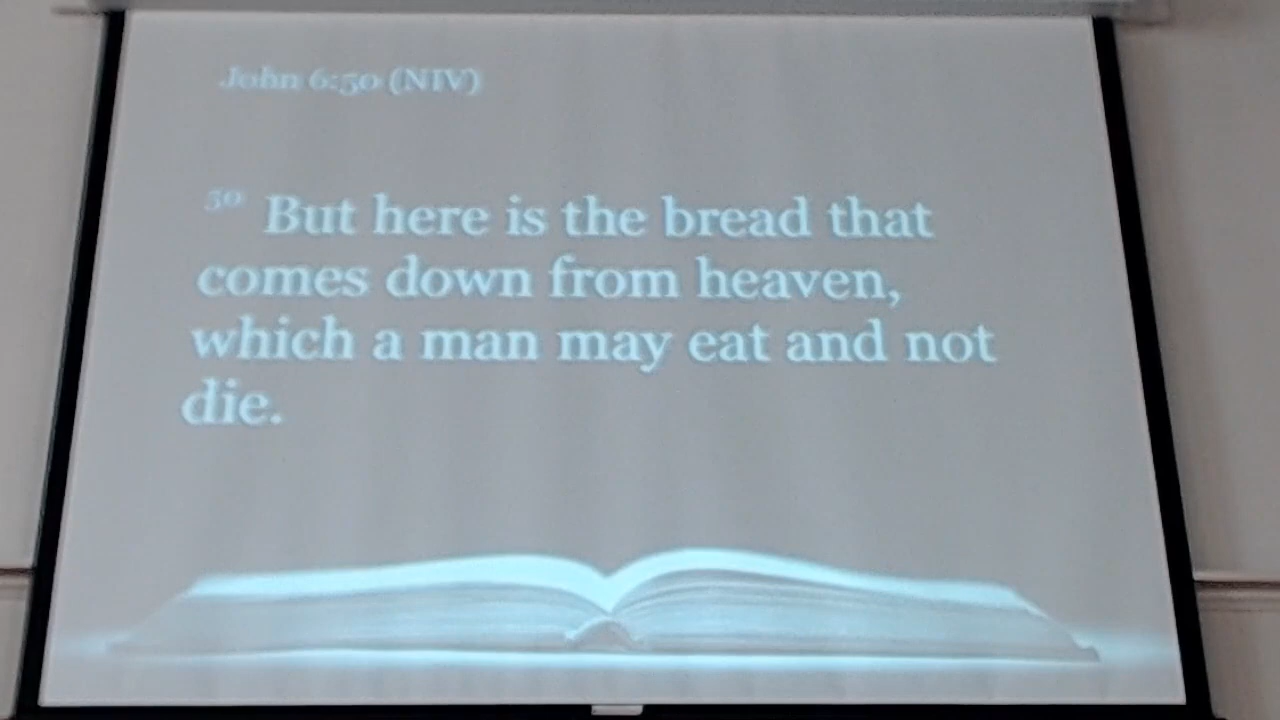 John 6:50 (NIV)
50 But here is the bread that
comes down from heaven,
which a man may eat and not
die.